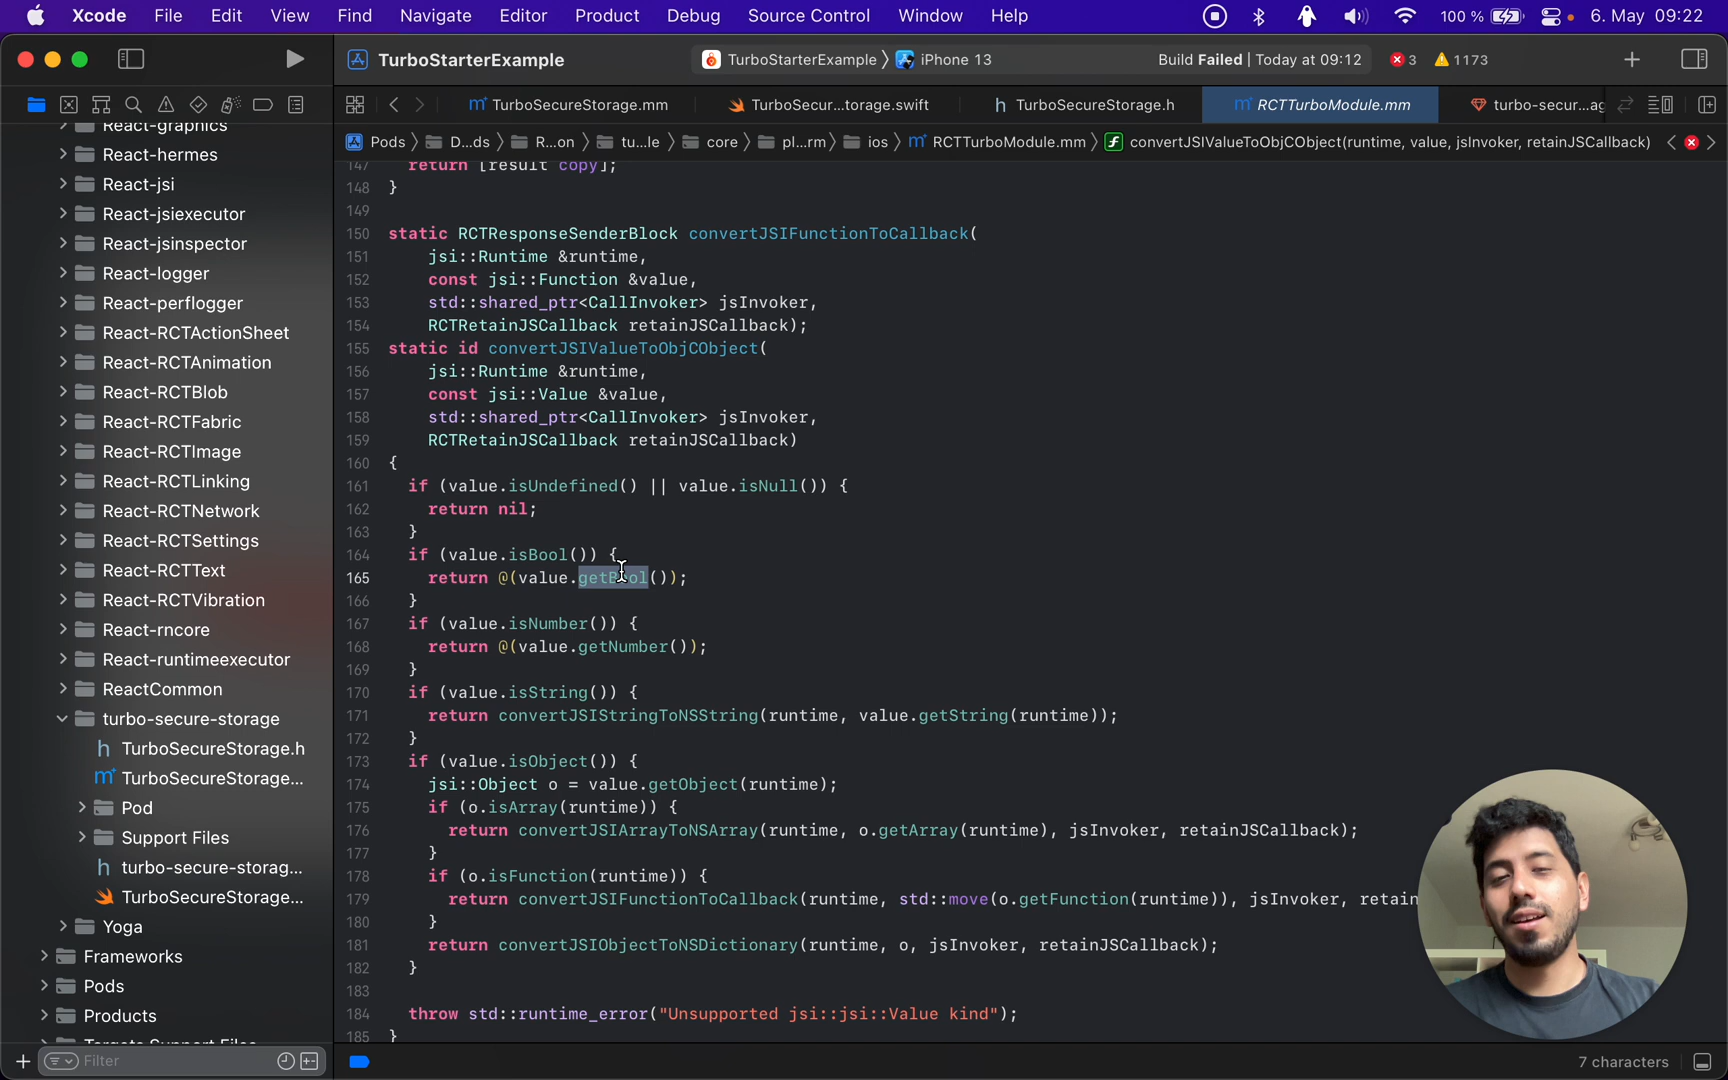 Xcode File Edit View Find Navigate Editor Product Debug Source Control Window Help 100 % 6. May 09:22
TurboStarterExample TurboStarterExample iPhone 13 Build Failed | Today at 09:12 3 1173
TurboSecureStorage.mm TurboSecur...torage.swift TurboSecureStorage.h RCTTurboModule.mm turbo-secur...ag
Pods D...ds R...on tu...le core pl...rm ios RCTTurboModule.mm convertJSIValueToObjCObject(runtime, value, jsInvoker, retainJSCallback)
React-graphics
React-hermes
React-jsi
React-jsiexecutor
React-jsinspector
React-logger
React-perflogger
React-RCTActionSheet
React-RCTAnimation
React-RCTBlob
React-RCTFabric
React-RCTImage
React-RCTLinking
React-RCTNetwork
React-RCTSettings
React-RCTText
React-RCTVibration
React-rncore
React-runtimeexecutor
ReactCommon
turbo-secure-storage
TurboSecureStorage.h
TurboSecureStorage...
Pod
Support Files
turbo-secure-storag...
TurboSecureStorage...
Yoga
Frameworks
Pods
Products
Targets Support Files
Filter
147 return [result copy];
148 }
149
150 static RCTResponseSenderBlock convertJSIFunctionToCallback(
151 jsi::Runtime &runtime,
152 const jsi::Function &value,
153 std::shared_ptr<CallInvoker> jsInvoker,
154 RCTRetainJSCallback retainJSCallback);
155 static id convertJSIValueToObjCObject(
156 jsi::Runtime &runtime,
157 const jsi::Value &value,
158 std::shared_ptr<CallInvoker> jsInvoker,
159 RCTRetainJSCallback retainJSCallback)
160 {
161 if (value.isUndefined() || value.isNull()) {
162 return nil;
163 }
164 if (value.isBool()) {
165 return @(value.getBool());
166 }
167 if (value.isNumber()) {
168 return @(value.getNumber());
169 }
170 if (value.isString()) {
171 return convertJSIStringToNSString(runtime, value.getString(runtime));
172 }
173 if (value.isObject()) {
174 jsi::Object o = value.getObject(runtime);
175 if (o.isArray(runtime)) {
176 return convertJSIArrayToNSArray(runtime, o.getArray(runtime), jsInvoker, retainJSCallback);
177 }
178 if (o.isFunction(runtime)) {
179 return convertJSIFunctionToCallback(runtime, std::move(o.getFunction(runtime)), jsInvoker, retain
180 }
181 return convertJSIObjectToNSDictionary(runtime, o, jsInvoker, retainJSCallback);
182 }
183
184 throw std::runtime_error("Unsupported jsi::jsi::Value kind");
185 }
7 characters